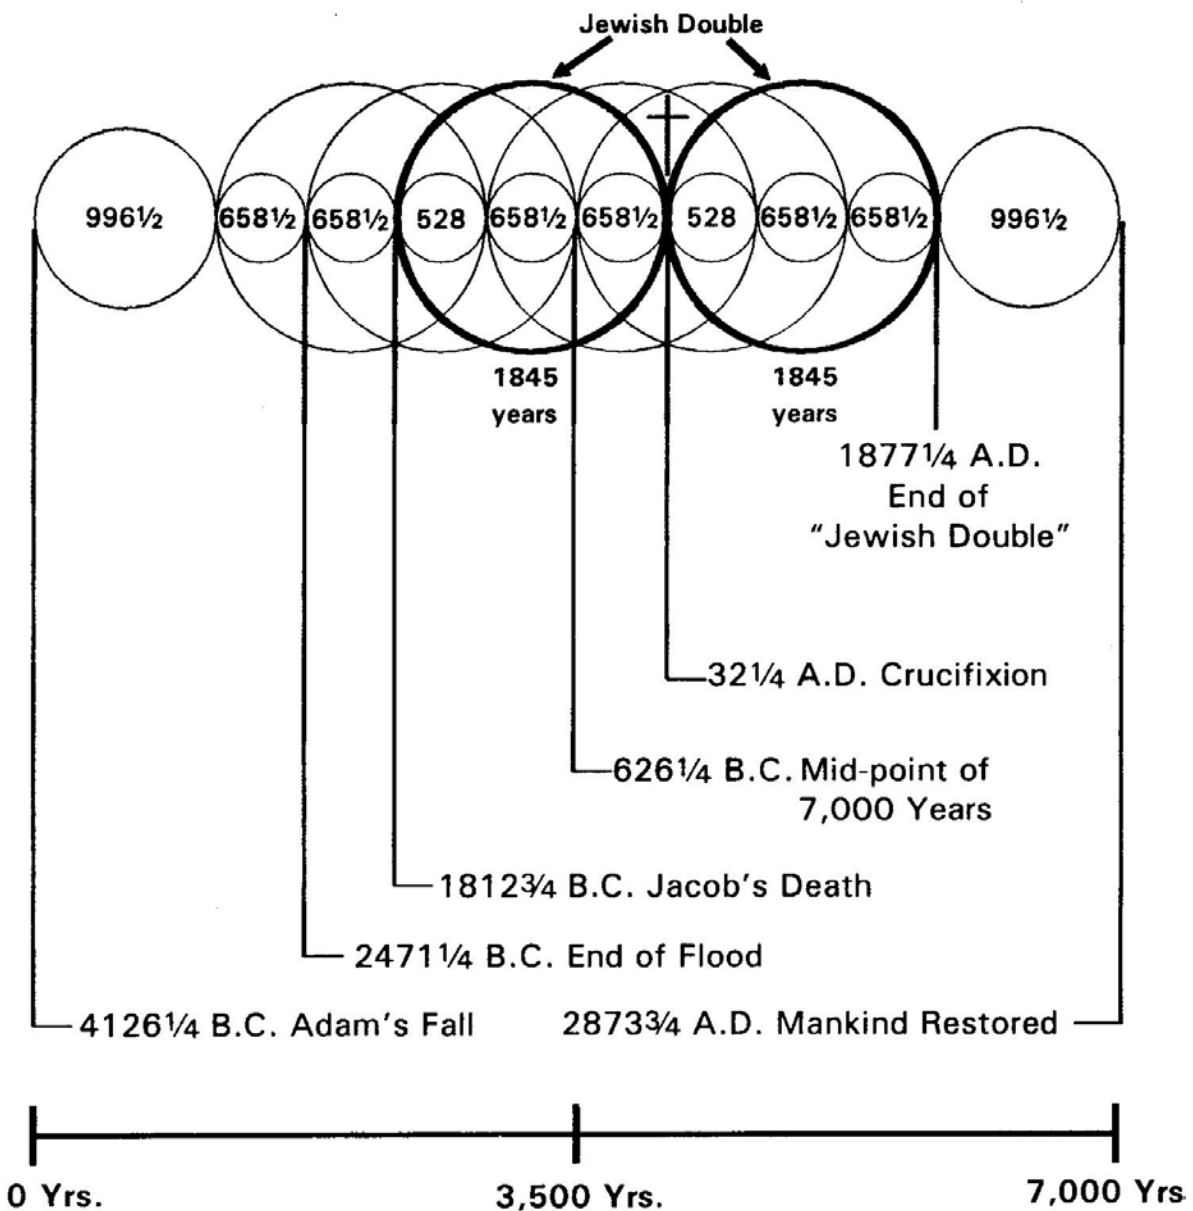 Jewish Double
996½ 658½ 658½ 528 658½ 658½ 528 658½ 658½ 996½
1845 years
1845 years
1877¼ A.D.
End of
"Jewish Double"
32¼ A.D. Crucifixion
626¼ B.C. Mid-point of
7,000 Years
1812¾ B.C. Jacob's Death
2471¼ B.C. End of Flood
4126¼ B.C. Adam's Fall
2873¾ A.D. Mankind Restored
0 Yrs.
3,500 Yrs.
7,000 Yrs.